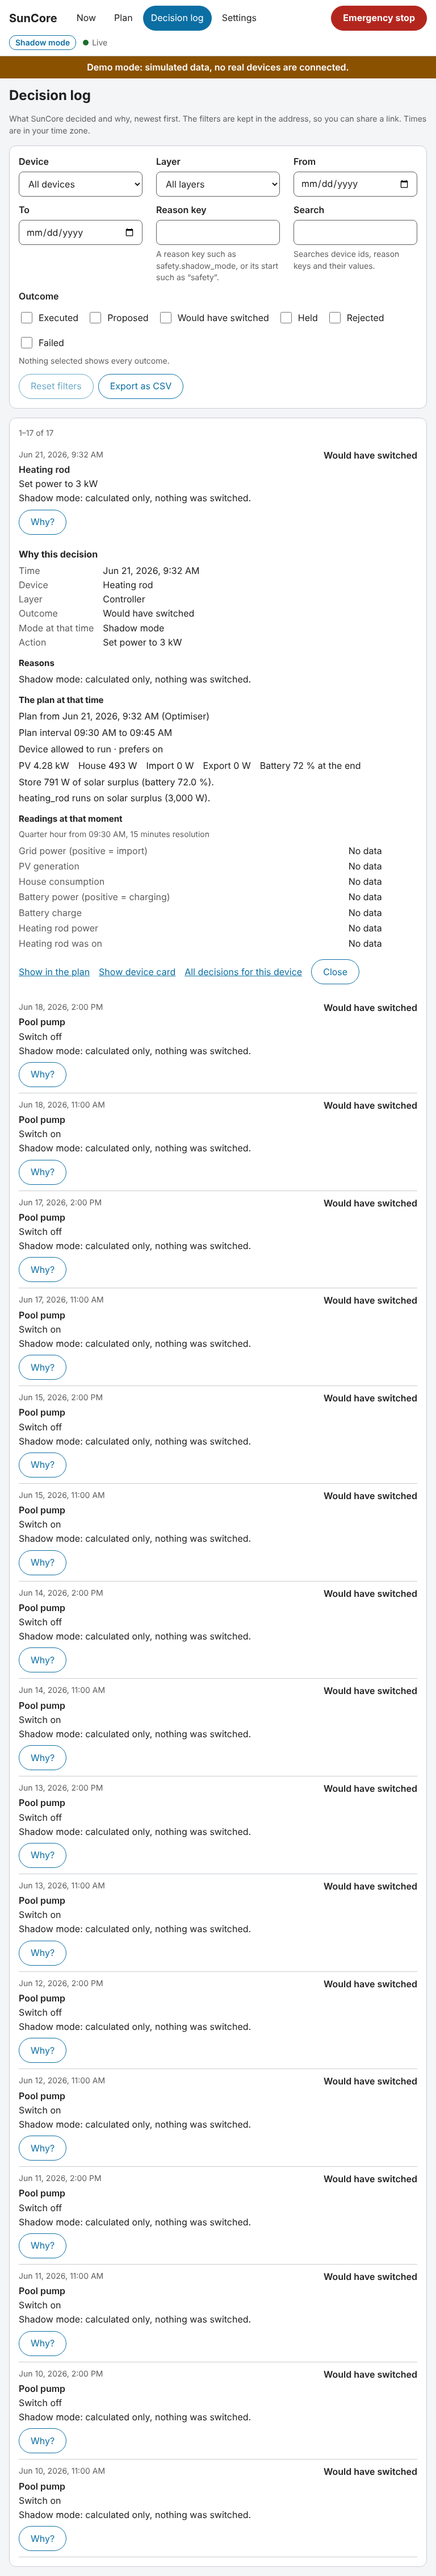 SunCore Now Plan Decision log Settings Emergency stop
Shadow mode Live
Demo mode: simulated data, no real devices are connected.
Decision log
What SunCore decided and why, newest first. The filters are kept in the address, so you can share a link. Times
are in your time zone.
Device Layer From
All devices All layers mm/dd/yyyy
To Reason key Search
mm/dd/yyyy
A reason key such as
safety.shadow_mode, or its start
such as "safety".
Searches device ids, reason
keys and their values.
Outcome
Executed Proposed Would have switched Held Rejected
Failed
Nothing selected shows every outcome.
Reset filters Export as CSV
1–17 of 17
Jun 21, 2026, 9:32 AM Would have switched
Heating rod
Set power to 3 kW
Shadow mode: calculated only, nothing was switched.
Why?
Why this decision
Time Jun 21, 2026, 9:32 AM
Device Heating rod
Layer Controller
Outcome Would have switched
Mode at that time Shadow mode
Action Set power to 3 kW
Reasons
Shadow mode: calculated only, nothing was switched.
The plan at that time
Plan from Jun 21, 2026, 9:32 AM (Optimiser)
Plan interval 09:30 AM to 09:45 AM
Device allowed to run · prefers on
PV 4.28 kW House 493 W Import 0 W Export 0 W Battery 72 % at the end
Store 791 W of solar surplus (battery 72.0 %).
heating_rod runs on solar surplus (3,000 W).
Readings at that moment
Quarter hour from 09:30 AM, 15 minutes resolution
Grid power (positive = import) No data
PV generation No data
House consumption No data
Battery power (positive = charging) No data
Battery charge No data
Heating rod power No data
Heating rod was on No data
Show in the plan Show device card All decisions for this device Close
Jun 18, 2026, 2:00 PM Would have switched
Pool pump
Switch off
Shadow mode: calculated only, nothing was switched.
Why?
Jun 18, 2026, 11:00 AM Would have switched
Pool pump
Switch on
Shadow mode: calculated only, nothing was switched.
Why?
Jun 17, 2026, 2:00 PM Would have switched
Pool pump
Switch off
Shadow mode: calculated only, nothing was switched.
Why?
Jun 17, 2026, 11:00 AM Would have switched
Pool pump
Switch on
Shadow mode: calculated only, nothing was switched.
Why?
Jun 15, 2026, 2:00 PM Would have switched
Pool pump
Switch off
Shadow mode: calculated only, nothing was switched.
Why?
Jun 15, 2026, 11:00 AM Would have switched
Pool pump
Switch on
Shadow mode: calculated only, nothing was switched.
Why?
Jun 14, 2026, 2:00 PM Would have switched
Pool pump
Switch off
Shadow mode: calculated only, nothing was switched.
Why?
Jun 14, 2026, 11:00 AM Would have switched
Pool pump
Switch on
Shadow mode: calculated only, nothing was switched.
Why?
Jun 13, 2026, 2:00 PM Would have switched
Pool pump
Switch off
Shadow mode: calculated only, nothing was switched.
Why?
Jun 13, 2026, 11:00 AM Would have switched
Pool pump
Switch on
Shadow mode: calculated only, nothing was switched.
Why?
Jun 12, 2026, 2:00 PM Would have switched
Pool pump
Switch off
Shadow mode: calculated only, nothing was switched.
Why?
Jun 12, 2026, 11:00 AM Would have switched
Pool pump
Switch on
Shadow mode: calculated only, nothing was switched.
Why?
Jun 11, 2026, 2:00 PM Would have switched
Pool pump
Switch off
Shadow mode: calculated only, nothing was switched.
Why?
Jun 11, 2026, 11:00 AM Would have switched
Pool pump
Switch on
Shadow mode: calculated only, nothing was switched.
Why?
Jun 10, 2026, 2:00 PM Would have switched
Pool pump
Switch off
Shadow mode: calculated only, nothing was switched.
Why?
Jun 10, 2026, 11:00 AM Would have switched
Pool pump
Switch on
Shadow mode: calculated only, nothing was switched.
Why?